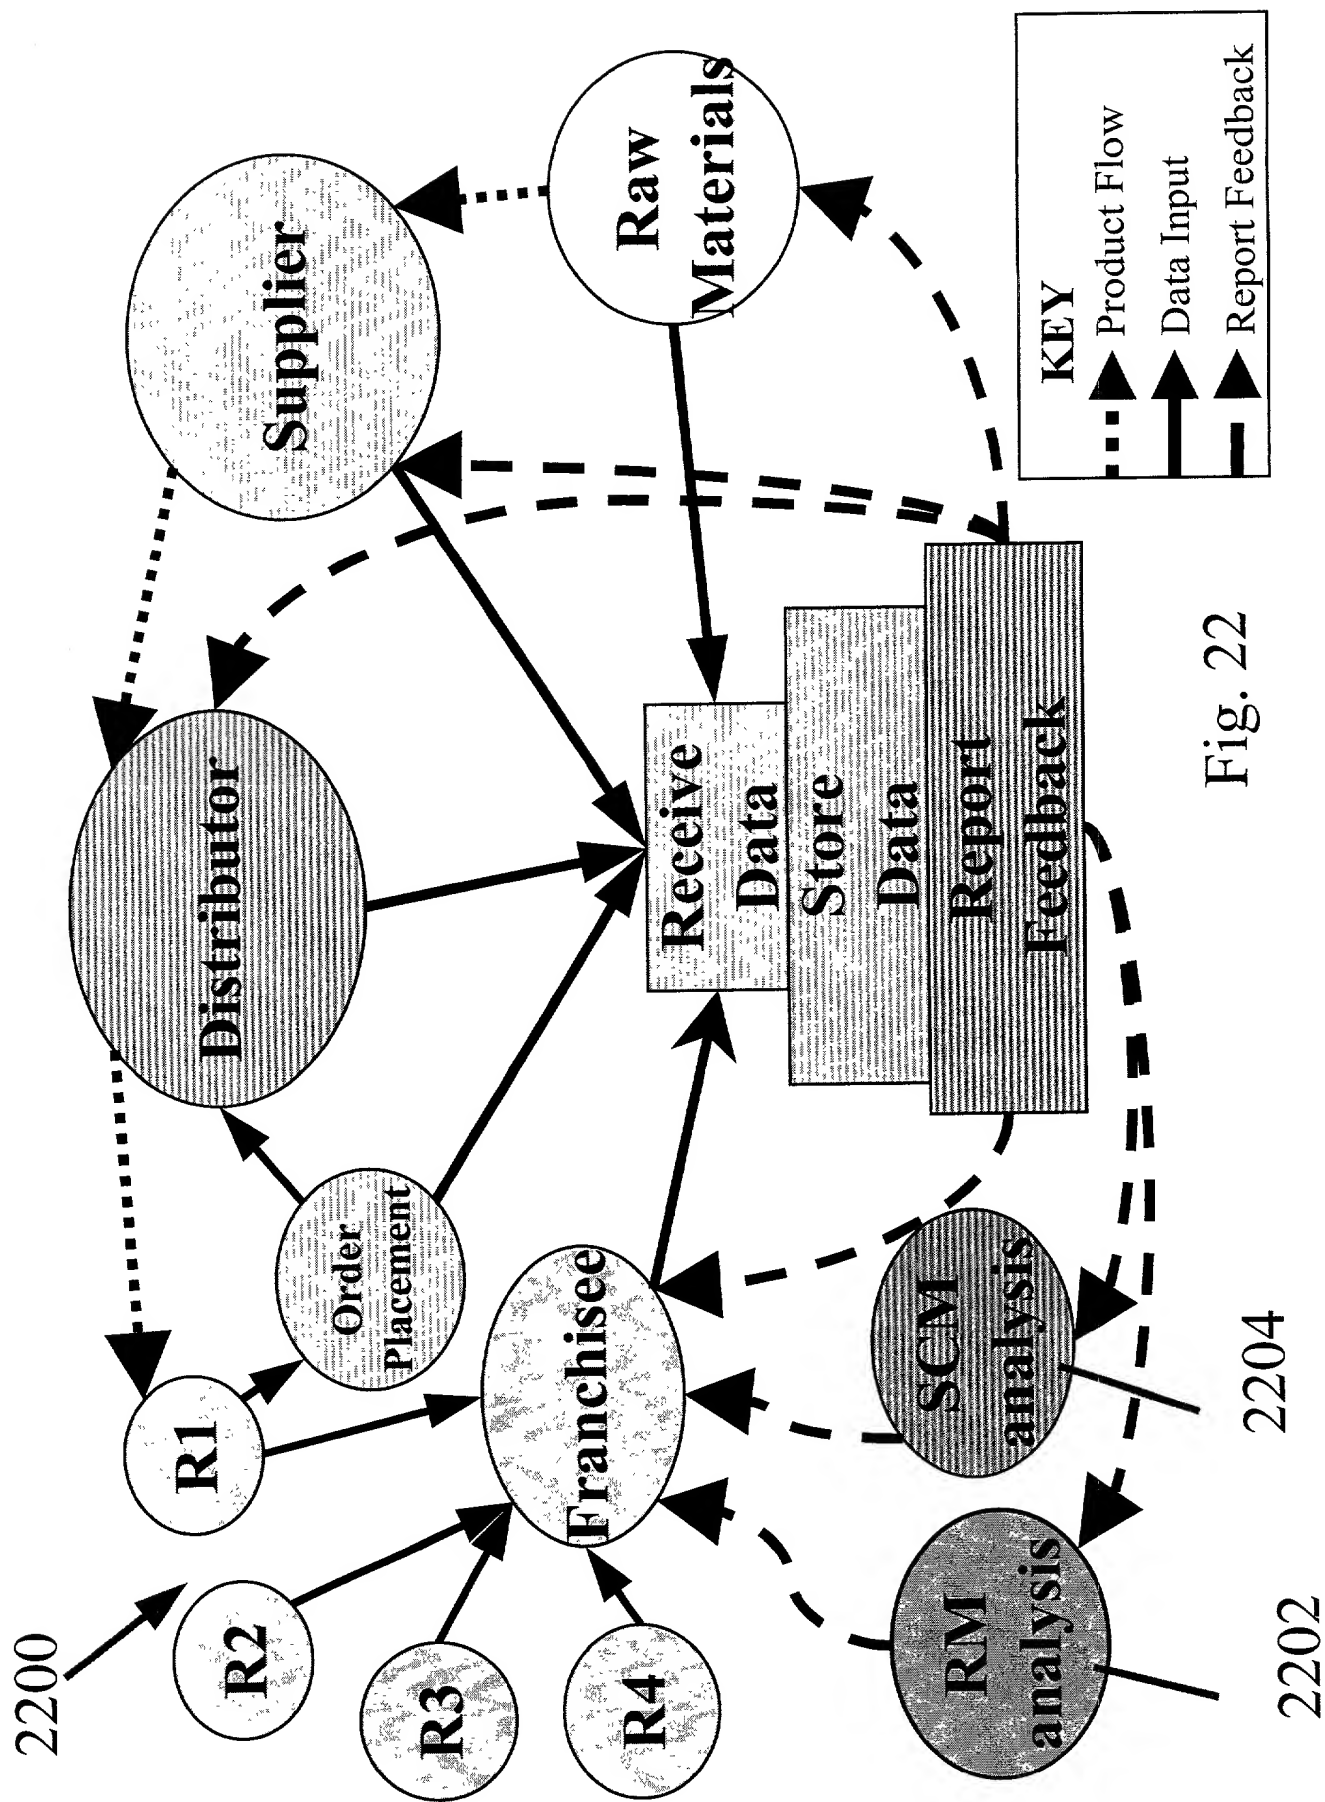 2200
R1
R2
R3
R4
Order
Placement
Distributor
Supplier
Raw
Materials
Franchisee
Receive
Data
Store
Data
Report
Feedback
SCM
analysis
RM
analysis
2202
2204
KEY
Product Flow
Data Input
Report Feedback
Fig. 22